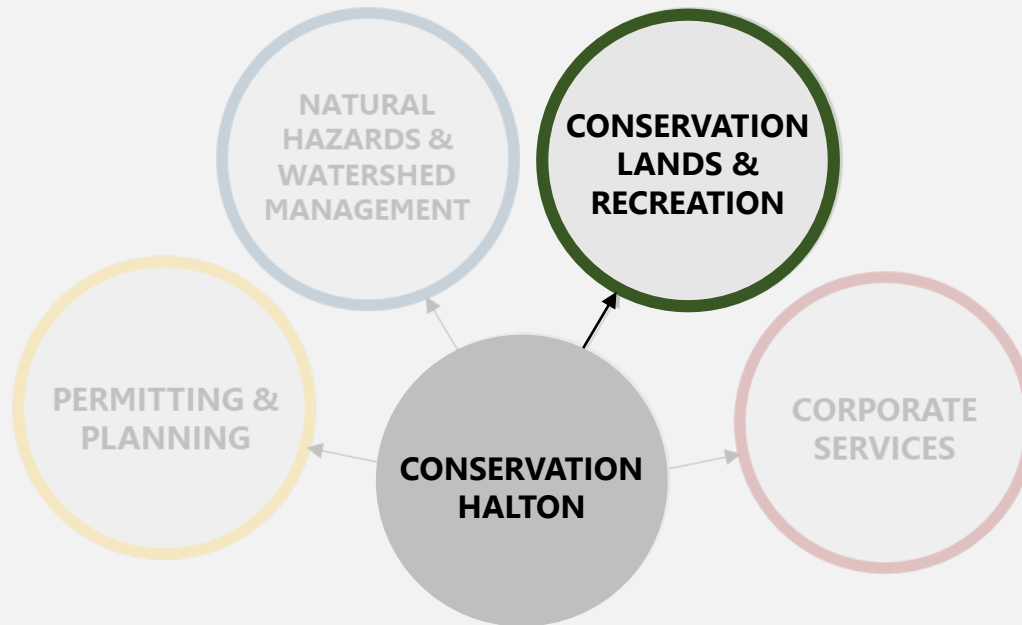 NATURAL
HAZARDS &
WATERSHED
MANAGEMENT
CONSERVATION
LANDS &
RECREATION
PERMITTING &
PLANNING
CORPORATE
SERVICES
CONSERVATION
HALTON